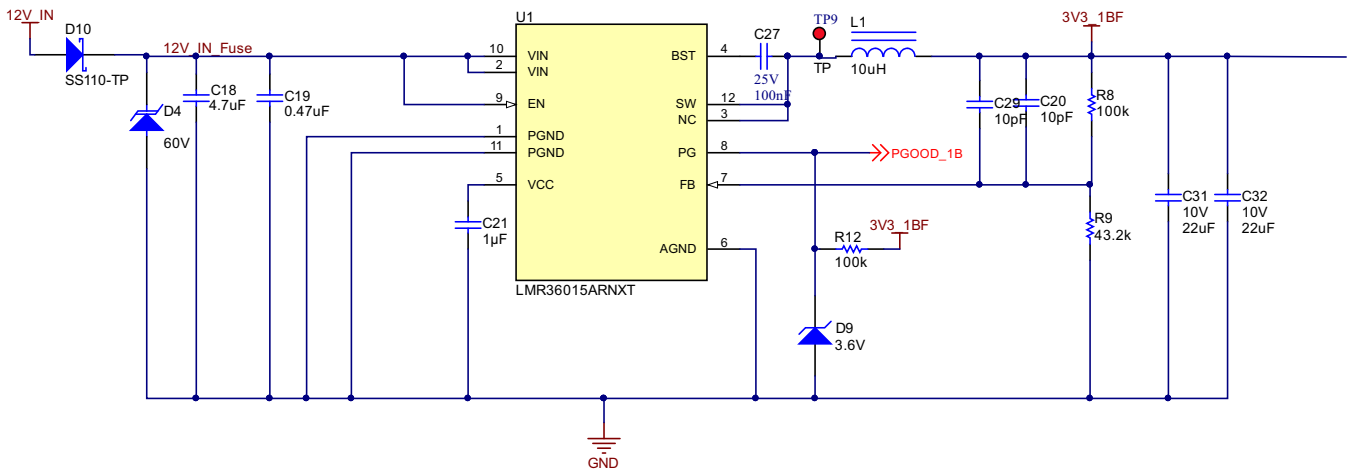 12V_IN
D10
SS110-TP
12V_IN_Fuse
D4
60V
C18
4.7uF
C19
0.47uF
U1
10 VIN
2 VIN
9 EN
1 PGND
11 PGND
5 VCC
BST 4
SW 12
NC 3
PG 8
FB 7
AGND 6
LMR36015ARNXT
C21
1µF
C27
25V
100nF
TP9
TP
L1
10uH
3V3_1BF
C29
10pF
C20
10pF
R8
100k
PGOOD_1B
R9
43.2k
C31
10V
22uF
C32
10V
22uF
3V3_1BF
R12
100k
D9
3.6V
GND